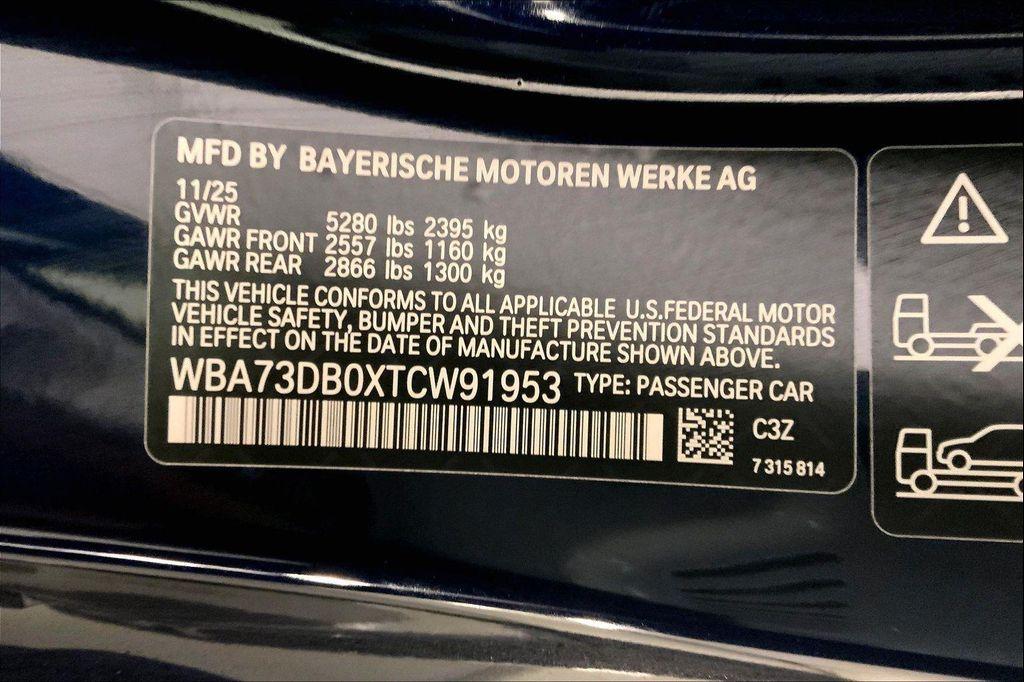 MFD BY BAYERISCHE MOTOREN WERKE AG
11/25
GVWR 5280 lbs 2395 kg
GAWR FRONT 2557 lbs 1160 kg
GAWR REAR 2866 lbs 1300 kg
THIS VEHICLE CONFORMS TO ALL APPLICABLE U.S.FEDERAL MOTOR
VEHICLE SAFETY, BUMPER AND THEFT PREVENTION STANDARDS
IN EFFECT ON THE DATE OF MANUFACTURE SHOWN ABOVE.
WBA73DB0XTCW91953 TYPE: PASSENGER CAR
C3Z
7 315 814